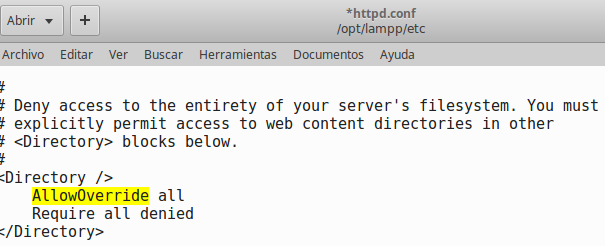 Abrir
*httpd.conf
/opt/lampp/etc
Archivo Editar Ver Buscar Herramientas Documentos Ayuda
#
# Deny access to the entirety of your server's filesystem. You must
# explicitly permit access to web content directories in other
# <Directory> blocks below.
#
<Directory />
    AllowOverride all
    Require all denied
</Directory>